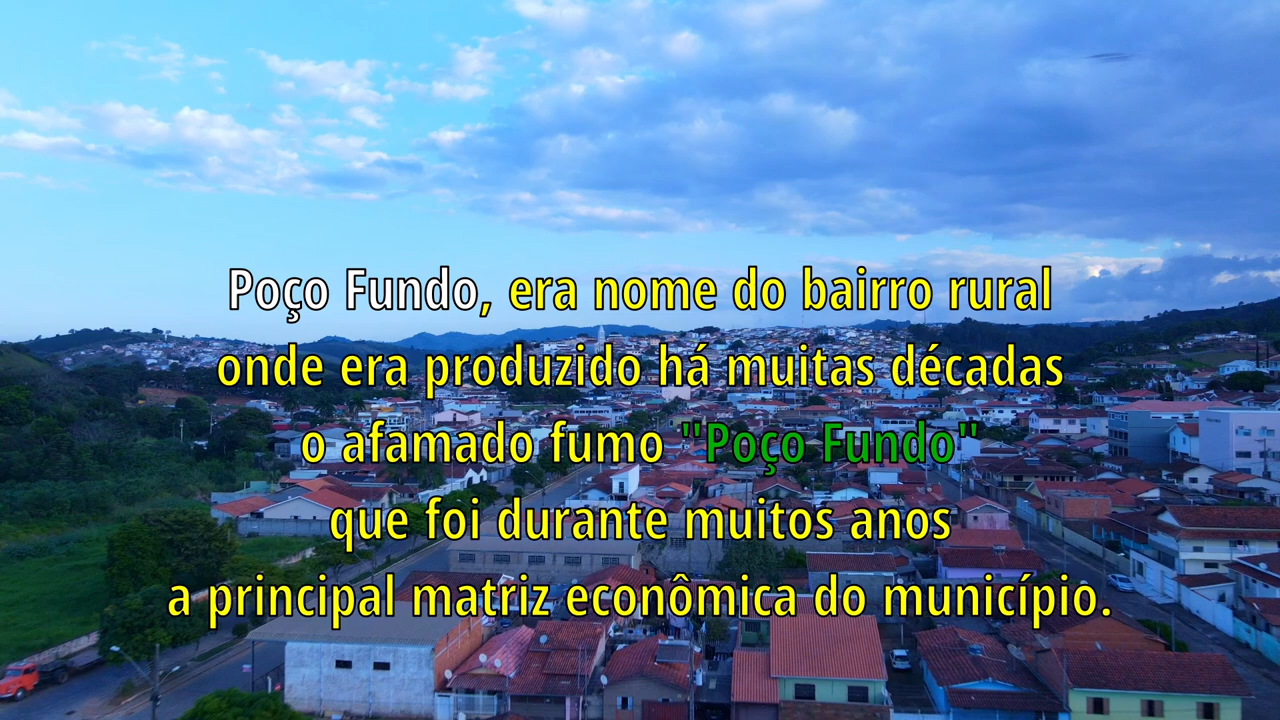 Poço Fundo, era nome do bairro rural
onde era produzido há muitas décadas
o afamado fumo "Poço Fundo"
que foi durante muitos anos
a principal matriz econômica do município.